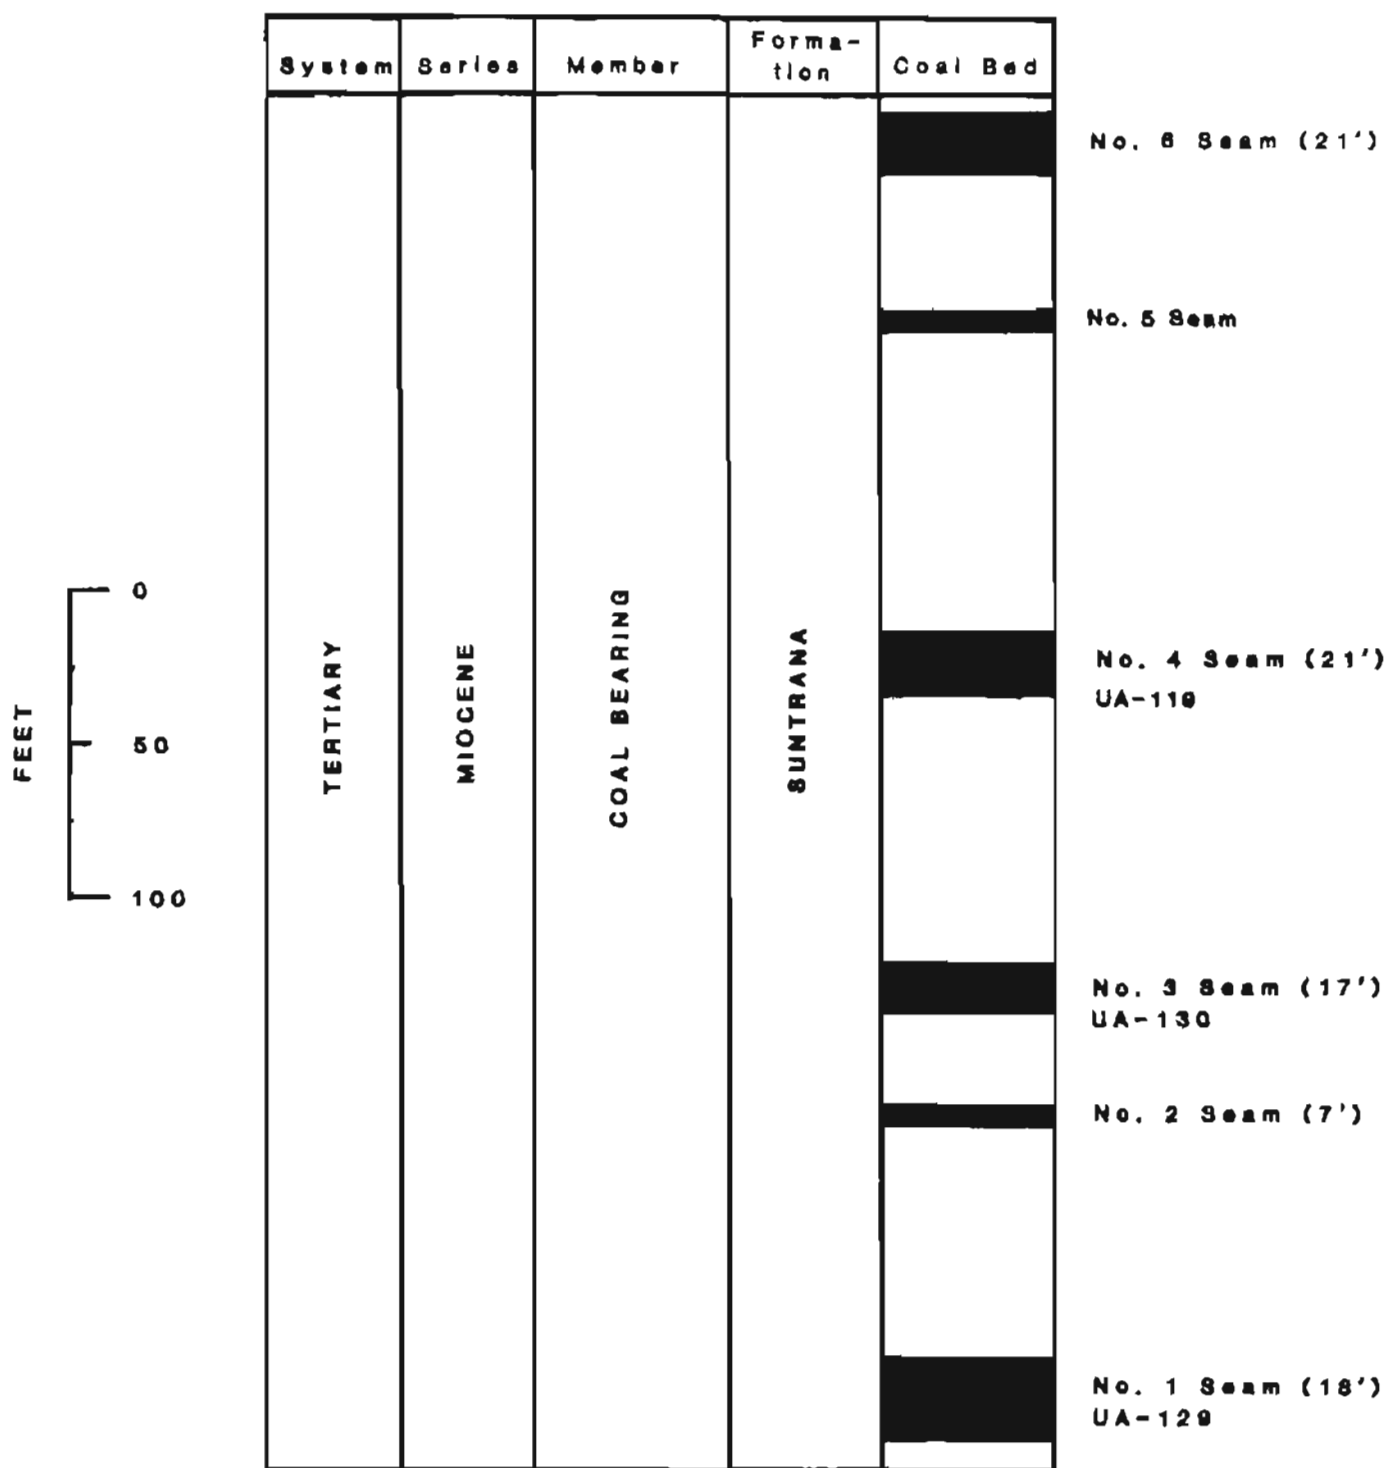 System
Series
Member
Forma-
tion
Coal Bed
No. 6 Seam (21')
No. 5 Seam
0
50
100
FEET
TERTIARY
MIOCENE
COAL BEARING
SUNTRANA
No. 4 Seam (21')
UA-119
No. 3 Seam (17')
UA-130
No. 2 Seam (7')
No. 1 Seam (18')
UA-129